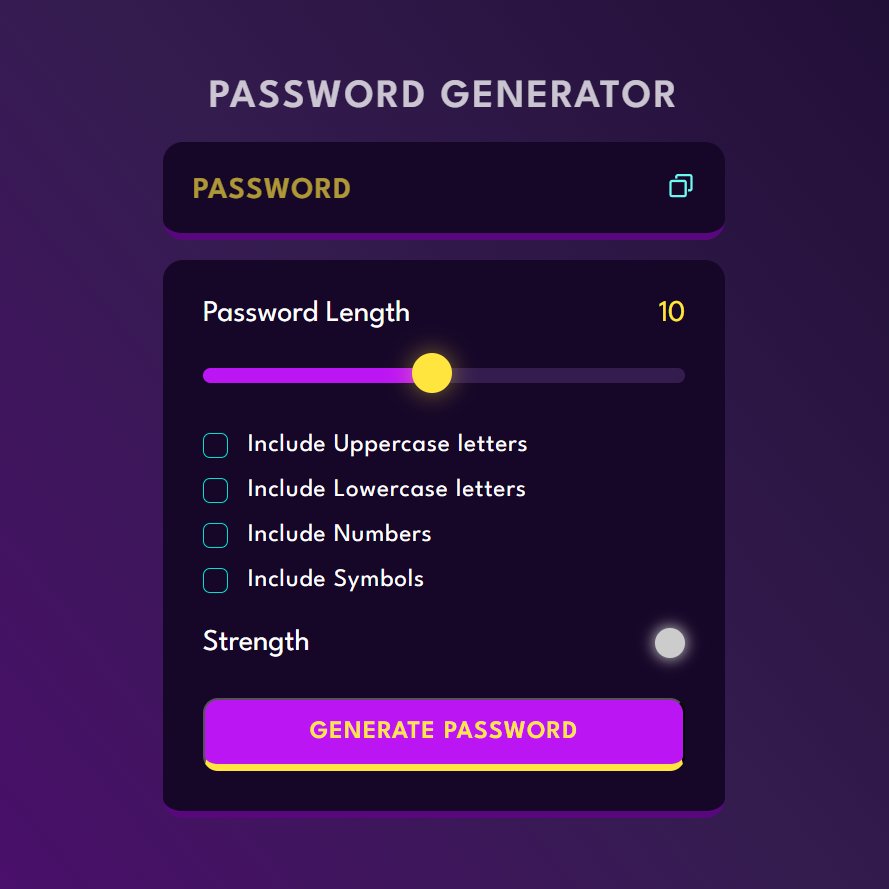 PASSWORD GENERATOR
PASSWORD
Password Length 10
Include Uppercase letters
Include Lowercase letters
Include Numbers
Include Symbols
Strength
GENERATE PASSWORD